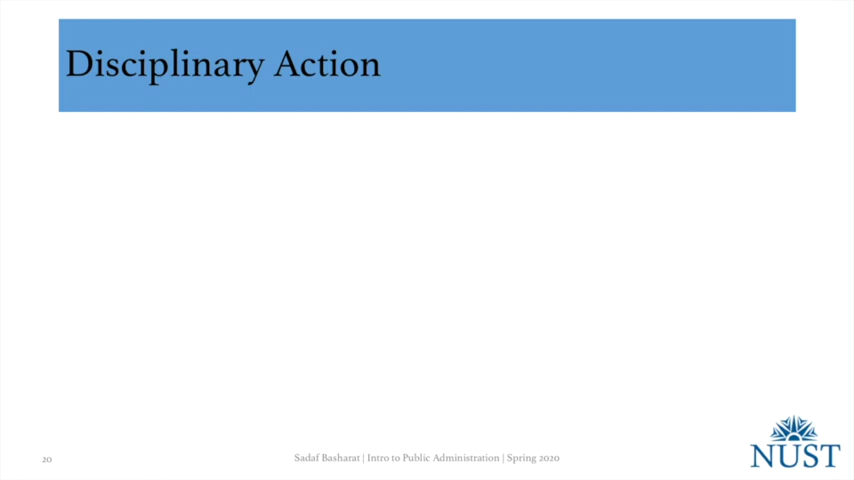 Disciplinary Action
20
Sadaf Basharat | Intro to Public Administration | Spring 2020
NUST